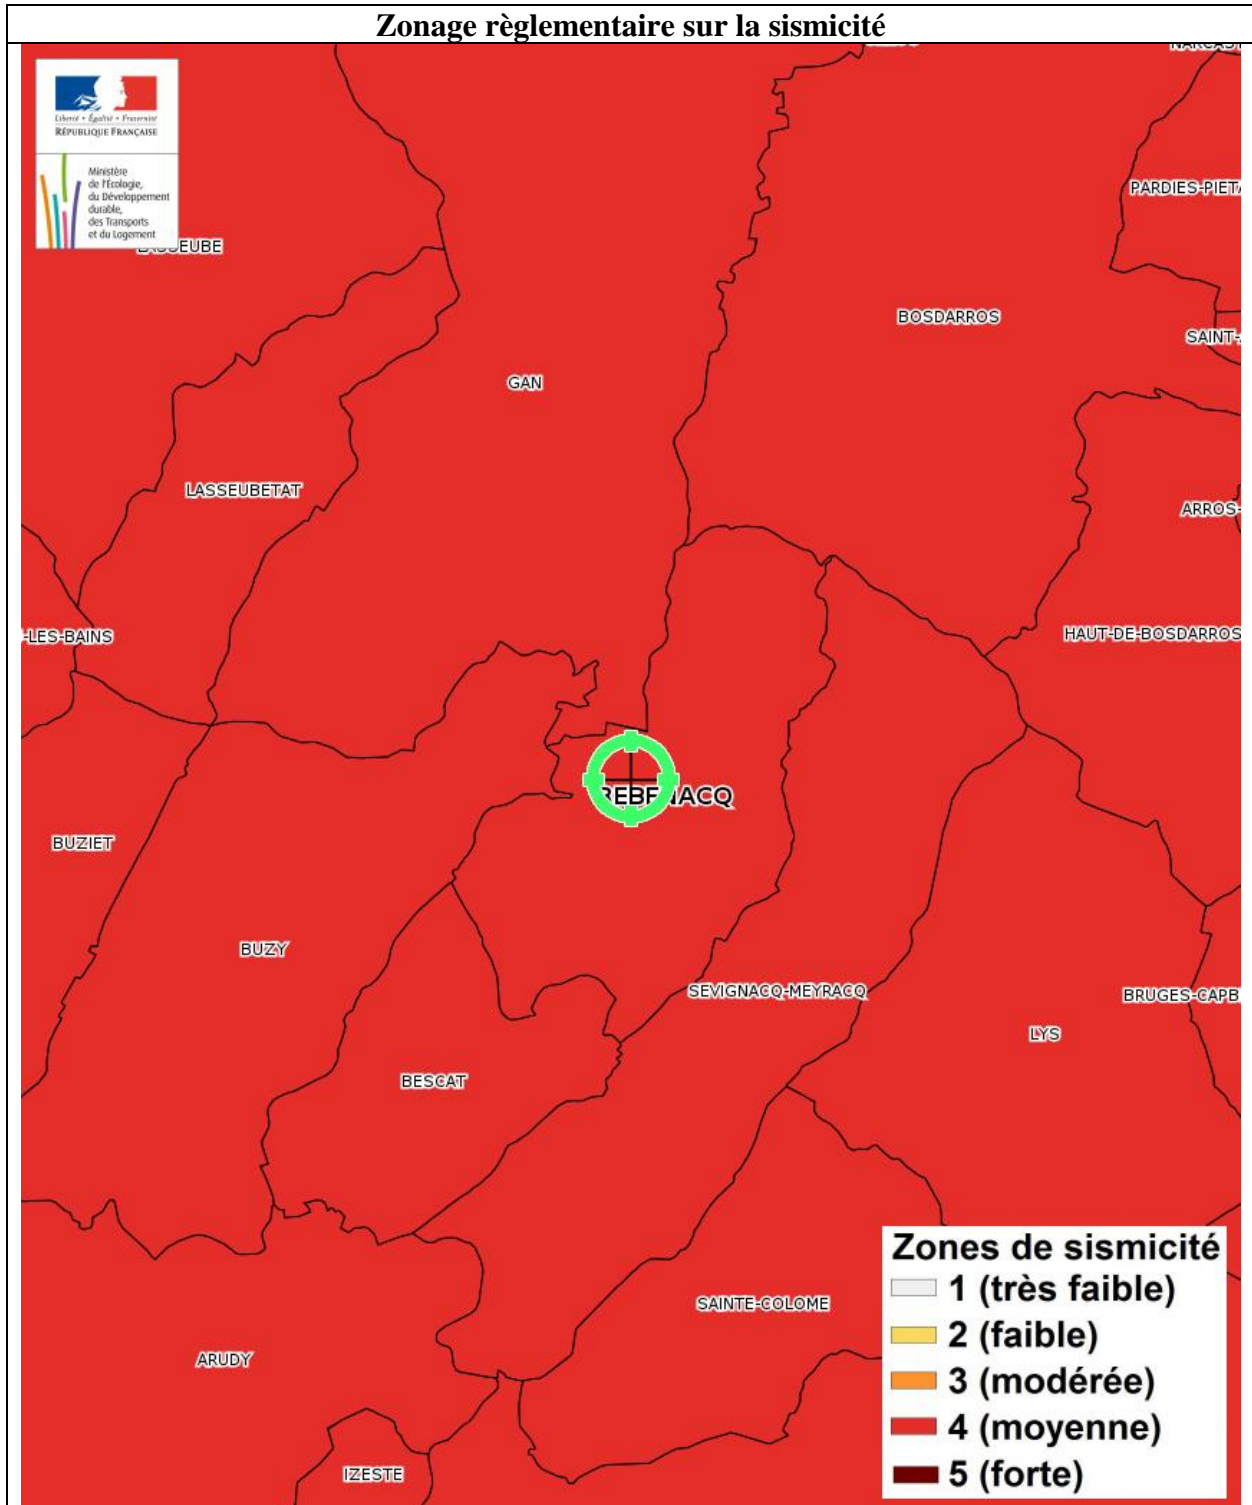 Zonage règlementaire sur la sismicité
Liberté • Égalité • Fraternité
RÉPUBLIQUE FRANÇAISE
Ministère
de l'Écologie,
du Développement
durable,
des Transports
et du Logement
PARDIES-PIETA
BOSDARROS
SAINT-
GAN
LASSEUBETAT
ARROS-
-LES-BAINS
HAUT-DE-BOSDARROS
REBENACQ
BUZIET
BUZY
SEVIGNACQ-MEYRACQ
BRUGES-CAPB
LYS
BESCAT
SAINTE-COLOME
ARUDY
IZESTE
Zones de sismicité
1 (très faible)
2 (faible)
3 (modérée)
4 (moyenne)
5 (forte)